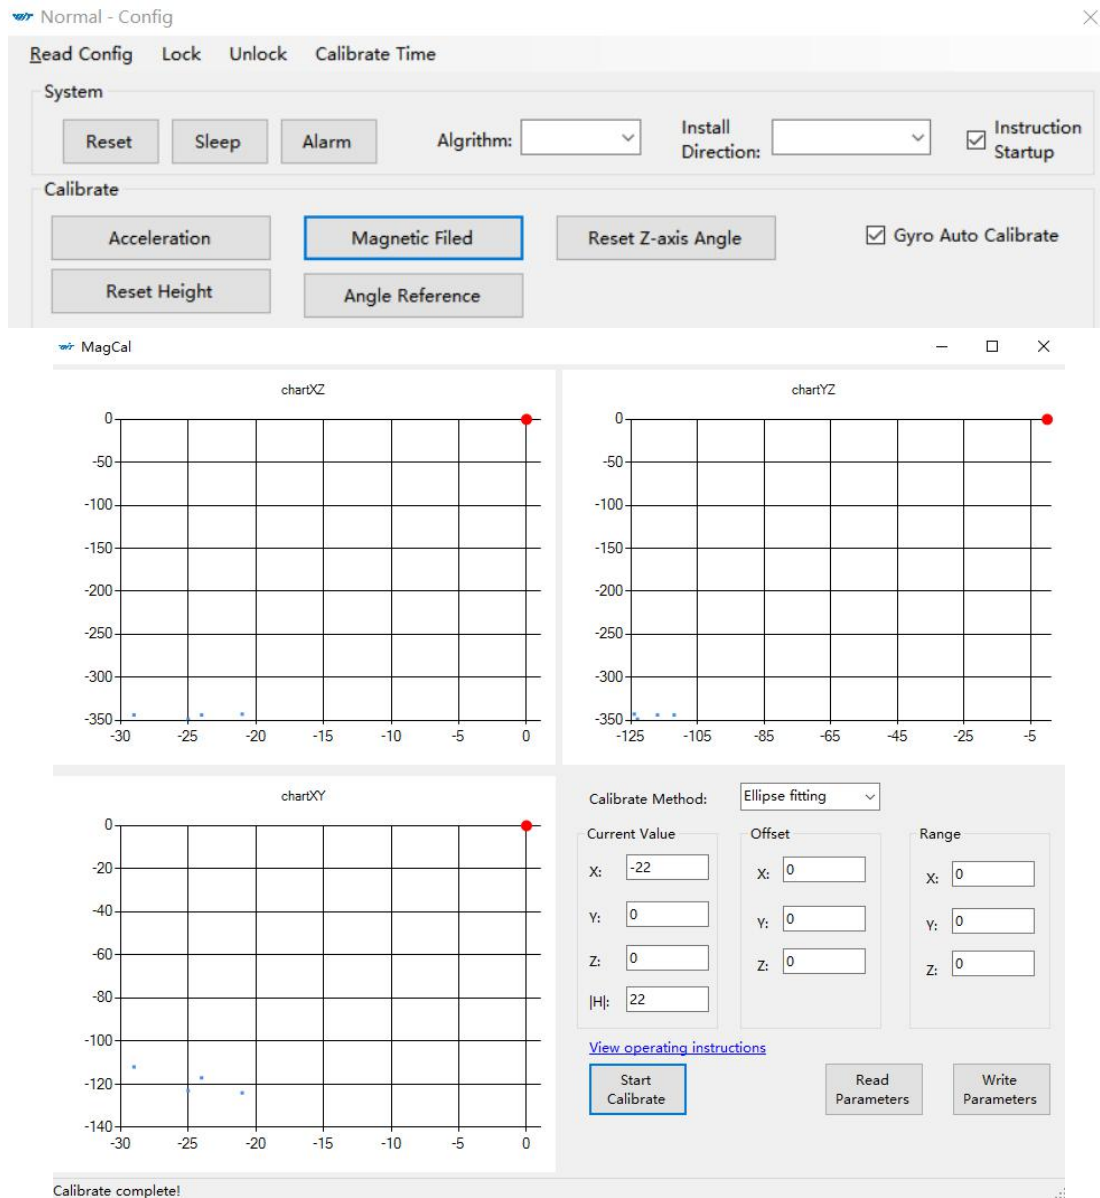 WIT Normal - Config
Read Config Lock Unlock Calibrate Time
System
Reset Sleep Alarm Algrithm: Install Direction: Instruction Startup
Calibrate
Acceleration Magnetic Filed Reset Z-axis Angle Gyro Auto Calibrate
Reset Height Angle Reference
WIT MagCal
chartXZ
0
-50
-100
-150
-200
-250
-300
-350
-30 -25 -20 -15 -10 -5 0
chartYZ
0
-50
-100
-150
-200
-250
-300
-350
-125 -105 -85 -65 -45 -25 -5
chartXY
0
-20
-40
-60
-80
-100
-120
-140
-30 -25 -20 -15 -10 -5 0
Calibrate Method: Ellipse fitting
Current Value Offset Range
X: -22 X: 0 X: 0
Y: 0 Y: 0 Y: 0
Z: 0 Z: 0 Z: 0
|H|: 22
View operating instructions
Start Calibrate Read Parameters Write Parameters
Calibrate complete!